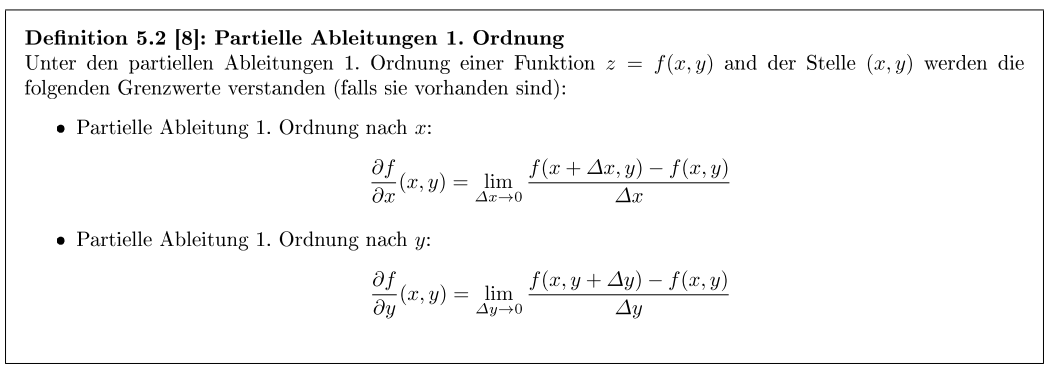 Definition 5.2 [8]: Partielle Ableitungen 1. Ordnung
Unter den partiellen Ableitungen 1. Ordnung einer Funktion z = f(x, y) and der Stelle (x, y) werden die
folgenden Grenzwerte verstanden (falls sie vorhanden sind):
• Partielle Ableitung 1. Ordnung nach x:
∂f/∂x (x, y) = lim_{Δx→0} (f(x + Δx, y) − f(x, y))/Δx
• Partielle Ableitung 1. Ordnung nach y:
∂f/∂y (x, y) = lim_{Δy→0} (f(x, y + Δy) − f(x, y))/Δy